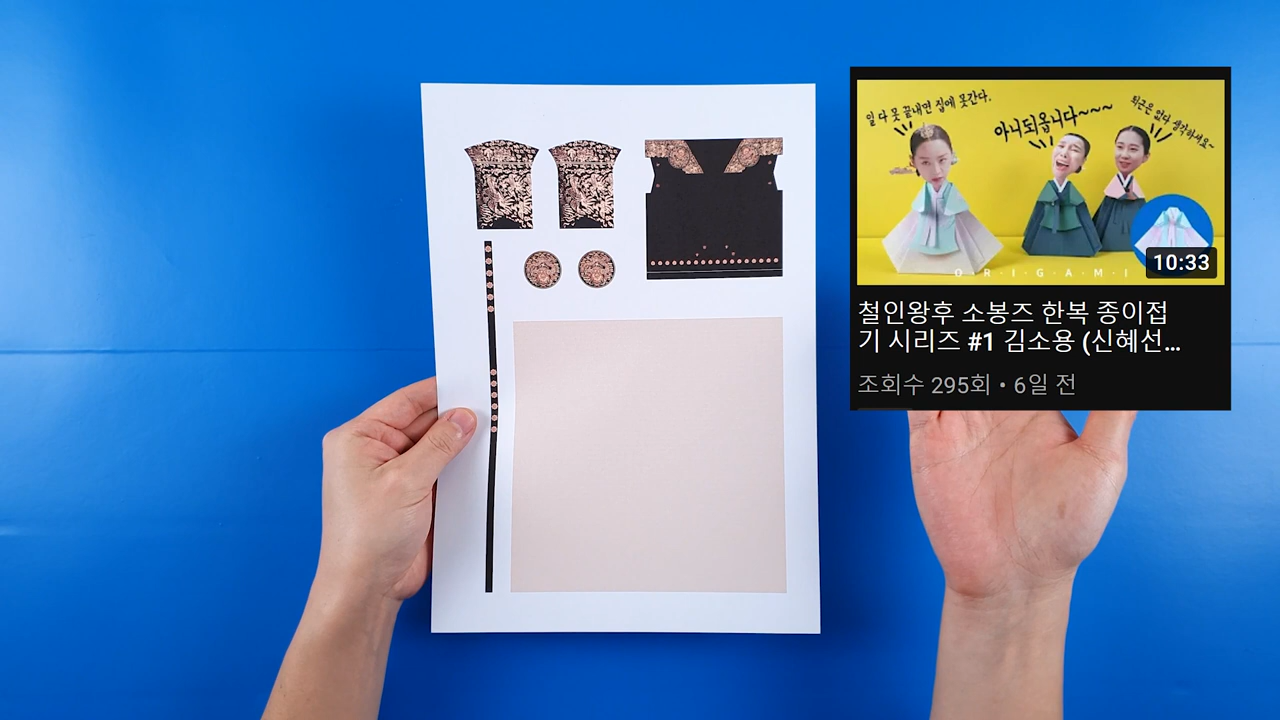 일 다 못 끝내면 집에 못간다.
아니되옵니다~~~~
퇴근은 없다 생각하셔요~
O·R·I·G·A·M·I
10:33
철인왕후 소봉즈 한복 종이접
기 시리즈 #1 김소용 (신혜선...
조회수 295회 • 6일 전